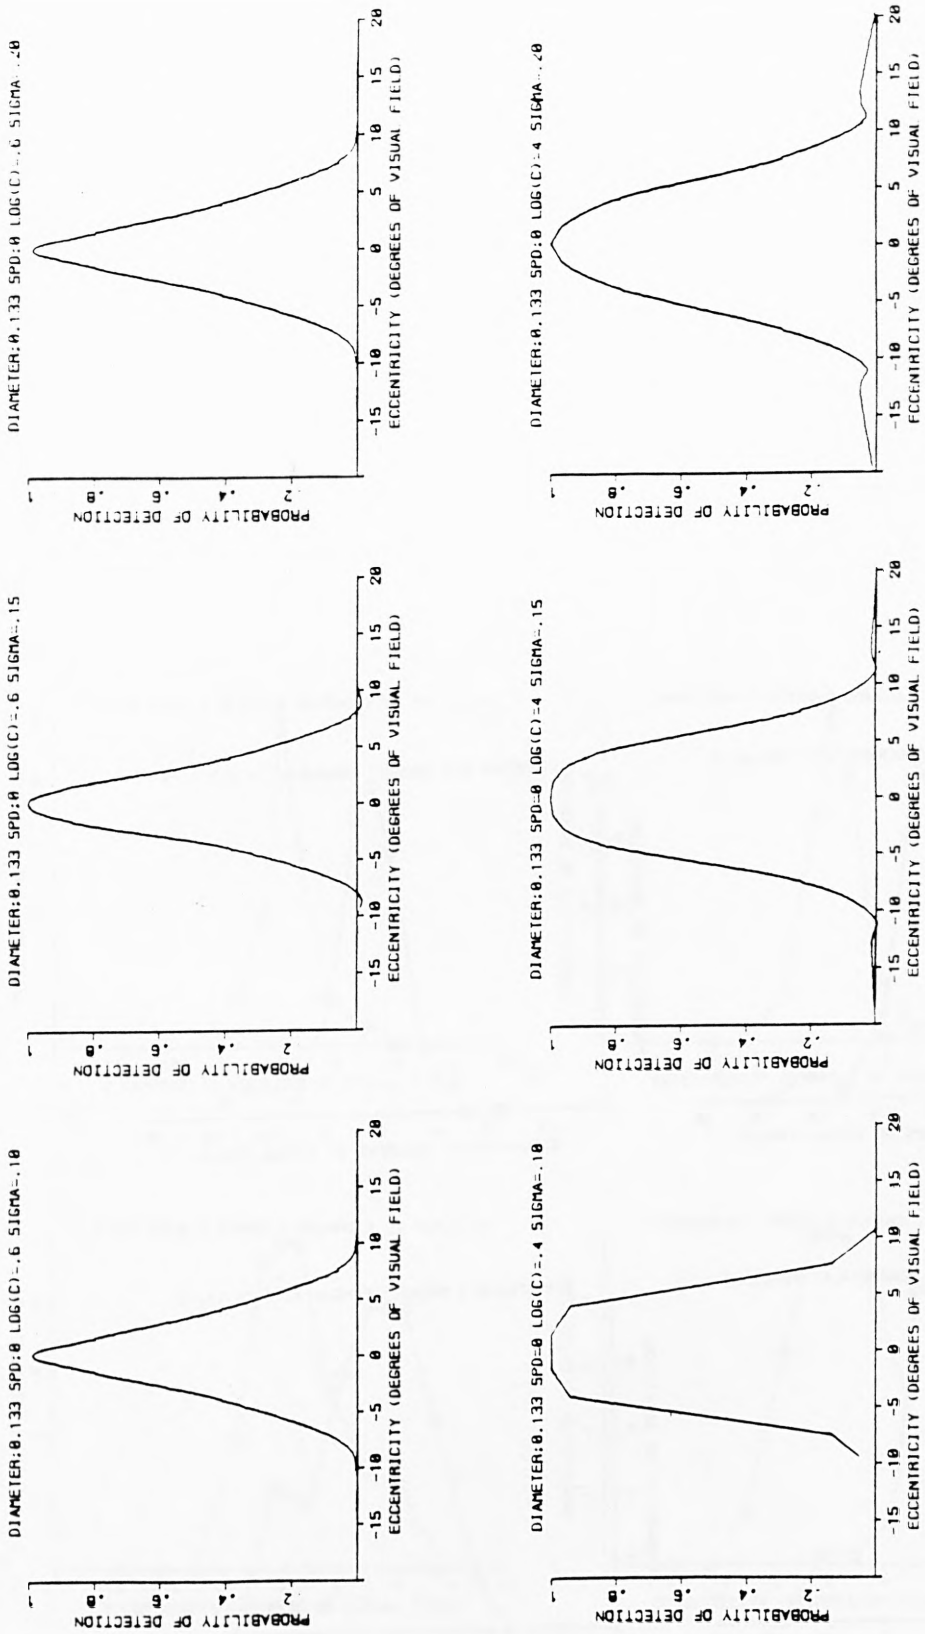 DIAMETER:0.133 SPD:0 LOG(C)=.6 SIGMA=.10
PROBABILITY OF DETECTION
1
.8
.6
.4
.2
-15 -10 -5 0 5 10 15 20
ECCENTRICITY (DEGREES OF VISUAL FIELD)
DIAMETER:0.133 SPD:0 LOG(C)=.6 SIGMA=.15
PROBABILITY OF DETECTION
1
.8
.6
.4
.2
-15 -10 -5 0 5 10 15 20
ECCENTRICITY (DEGREES OF VISUAL FIELD)
DIAMETER:0.133 SPD:0 LOG(C)=.6 SIGMA=.20
PROBABILITY OF DETECTION
1
.8
.6
.4
.2
-15 -10 -5 0 5 10 15 20
ECCENTRICITY (DEGREES OF VISUAL FIELD)
DIAMETER:0.133 SPD=0 LOG(C)=.4 SIGMA=.10
PROBABILITY OF DETECTION
1
.8
.6
.4
.2
-15 -10 -5 0 5 10 15 20
ECCENTRICITY (DEGREES OF VISUAL FIELD)
DIAMETER:0.133 SPD=0 LOG(C)=4 SIGMA=.15
PROBABILITY OF DETECTION
1
.8
.6
.4
.2
-15 -10 -5 0 5 10 15 20
ECCENTRICITY (DEGREES OF VISUAL FIELD)
DIAMETER:0.133 SPD:0 LOG(C)=4 SIGMA=.20
PROBABILITY OF DETECTION
1
.8
.6
.4
.2
-15 -10 -5 0 5 10 15 20
ECCENTRICITY (DEGREES OF VISUAL FIELD)